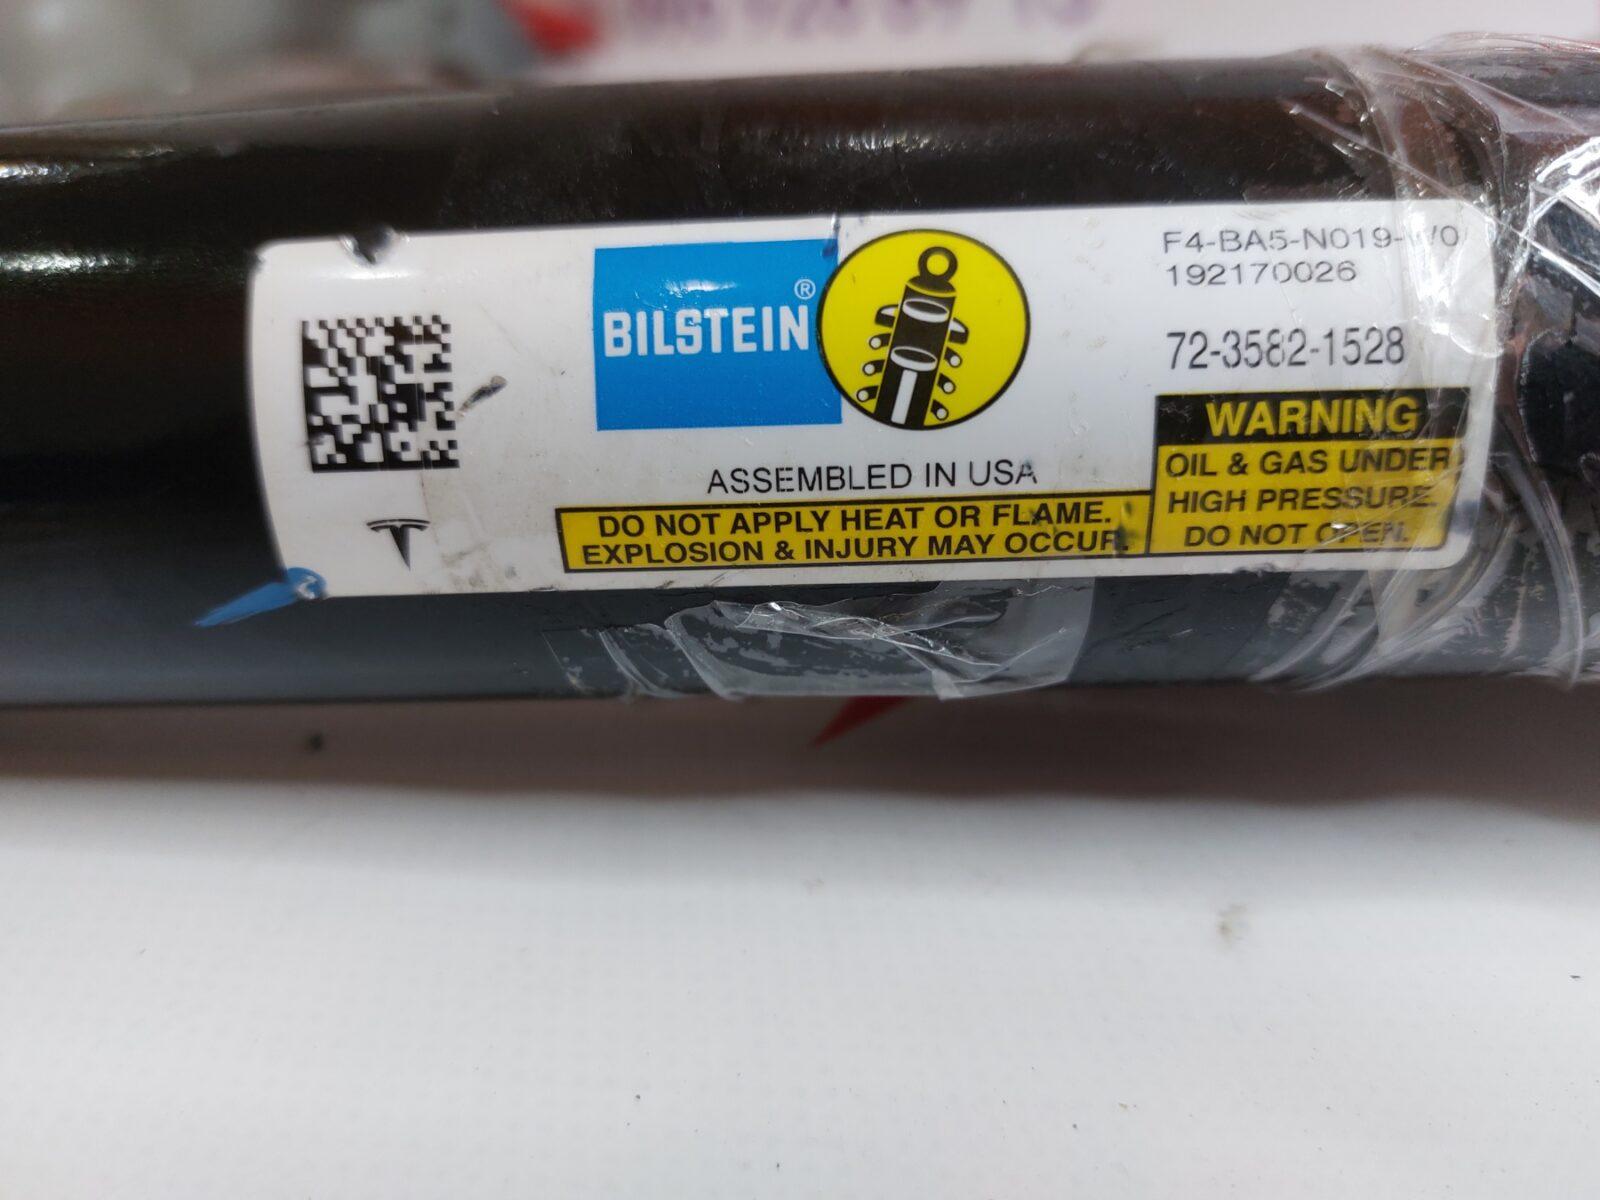 BILSTEIN®
F4-BA5-N019-
192170026
72-3582-1528
ASSEMBLED IN USA
DO NOT APPLY HEAT OR FLAME.
EXPLOSION & INJURY MAY OCCUR.
WARNING
OIL & GAS UNDER
HIGH PRESSURE.
DO NOT OPEN.